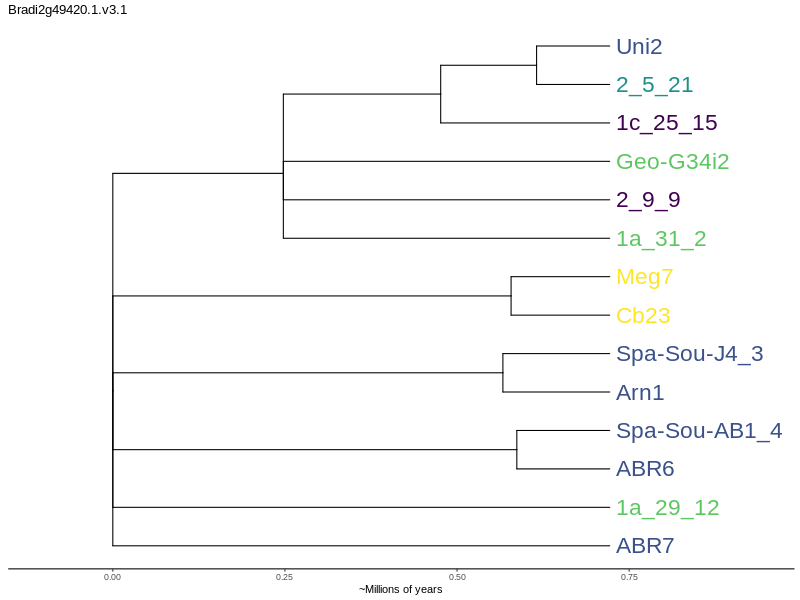 Bradi2g49420.1.v3.1
Uni2
2_5_21
1c_25_15
Geo-G34i2
2_9_9
1a_31_2
Meg7
Cb23
Spa-Sou-J4_3
Arn1
Spa-Sou-AB1_4
ABR6
1a_29_12
ABR7
0.00 0.25 0.50 0.75
~Millions of years